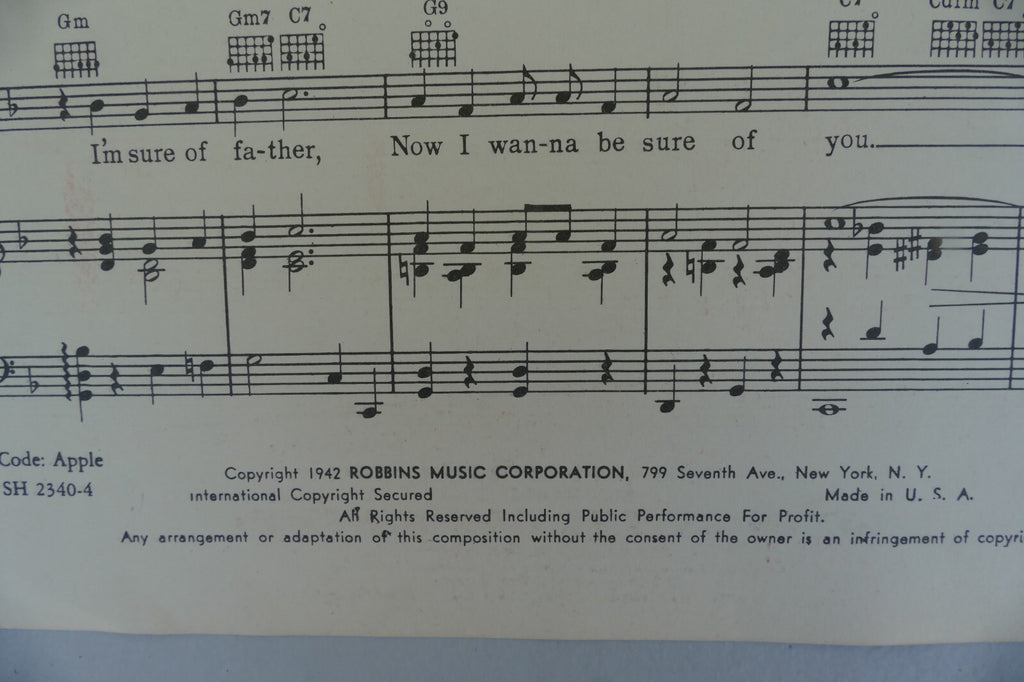 Gm Gm7 C7 G9 C7 C7
I'm sure of fa-ther, Now I wan-na be sure of you.
Code: Apple
SH 2340-4
Copyright 1942 ROBBINS MUSIC CORPORATION, 799 Seventh Ave., New York, N. Y.
International Copyright Secured Made in U. S. A.
All Rights Reserved Including Public Performance For Profit.
Any arrangement or adaptation of this composition without the consent of the owner is an infringement of copyri